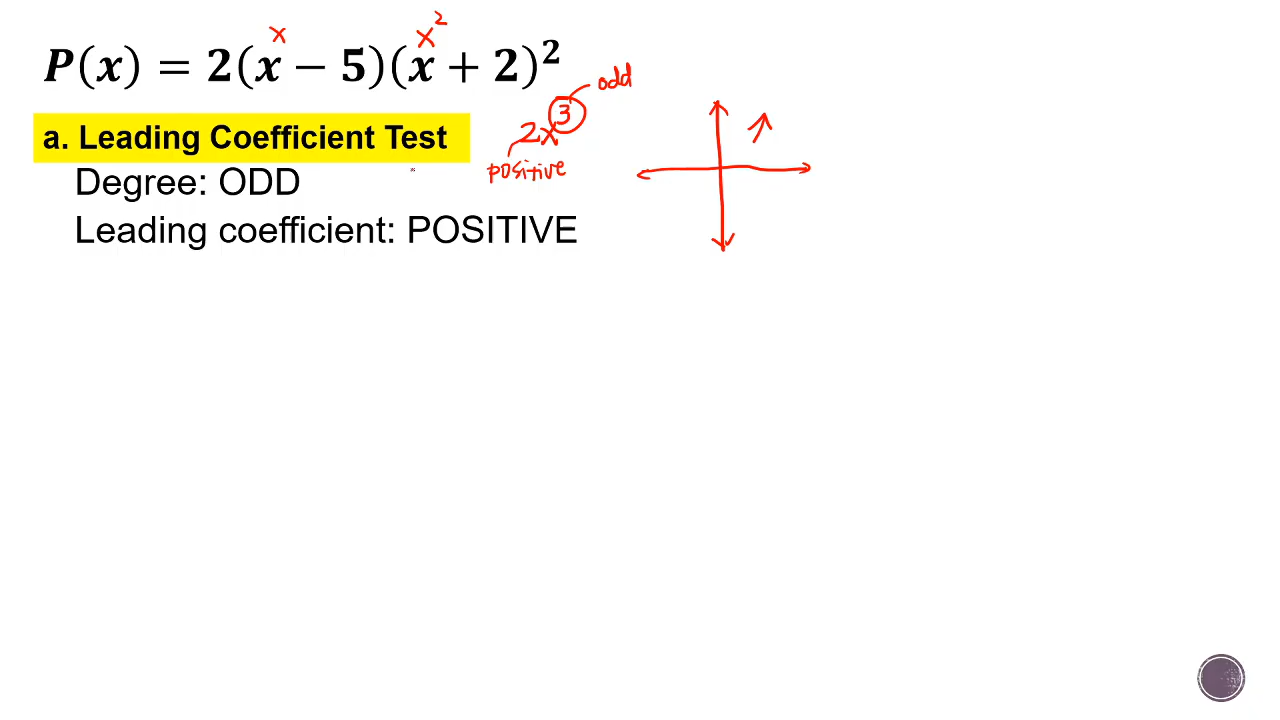 x x²
P(x) = 2(x − 5)(x + 2)²
odd
a. Leading Coefficient Test 2x³
positive
Degree: ODD
Leading coefficient: POSITIVE